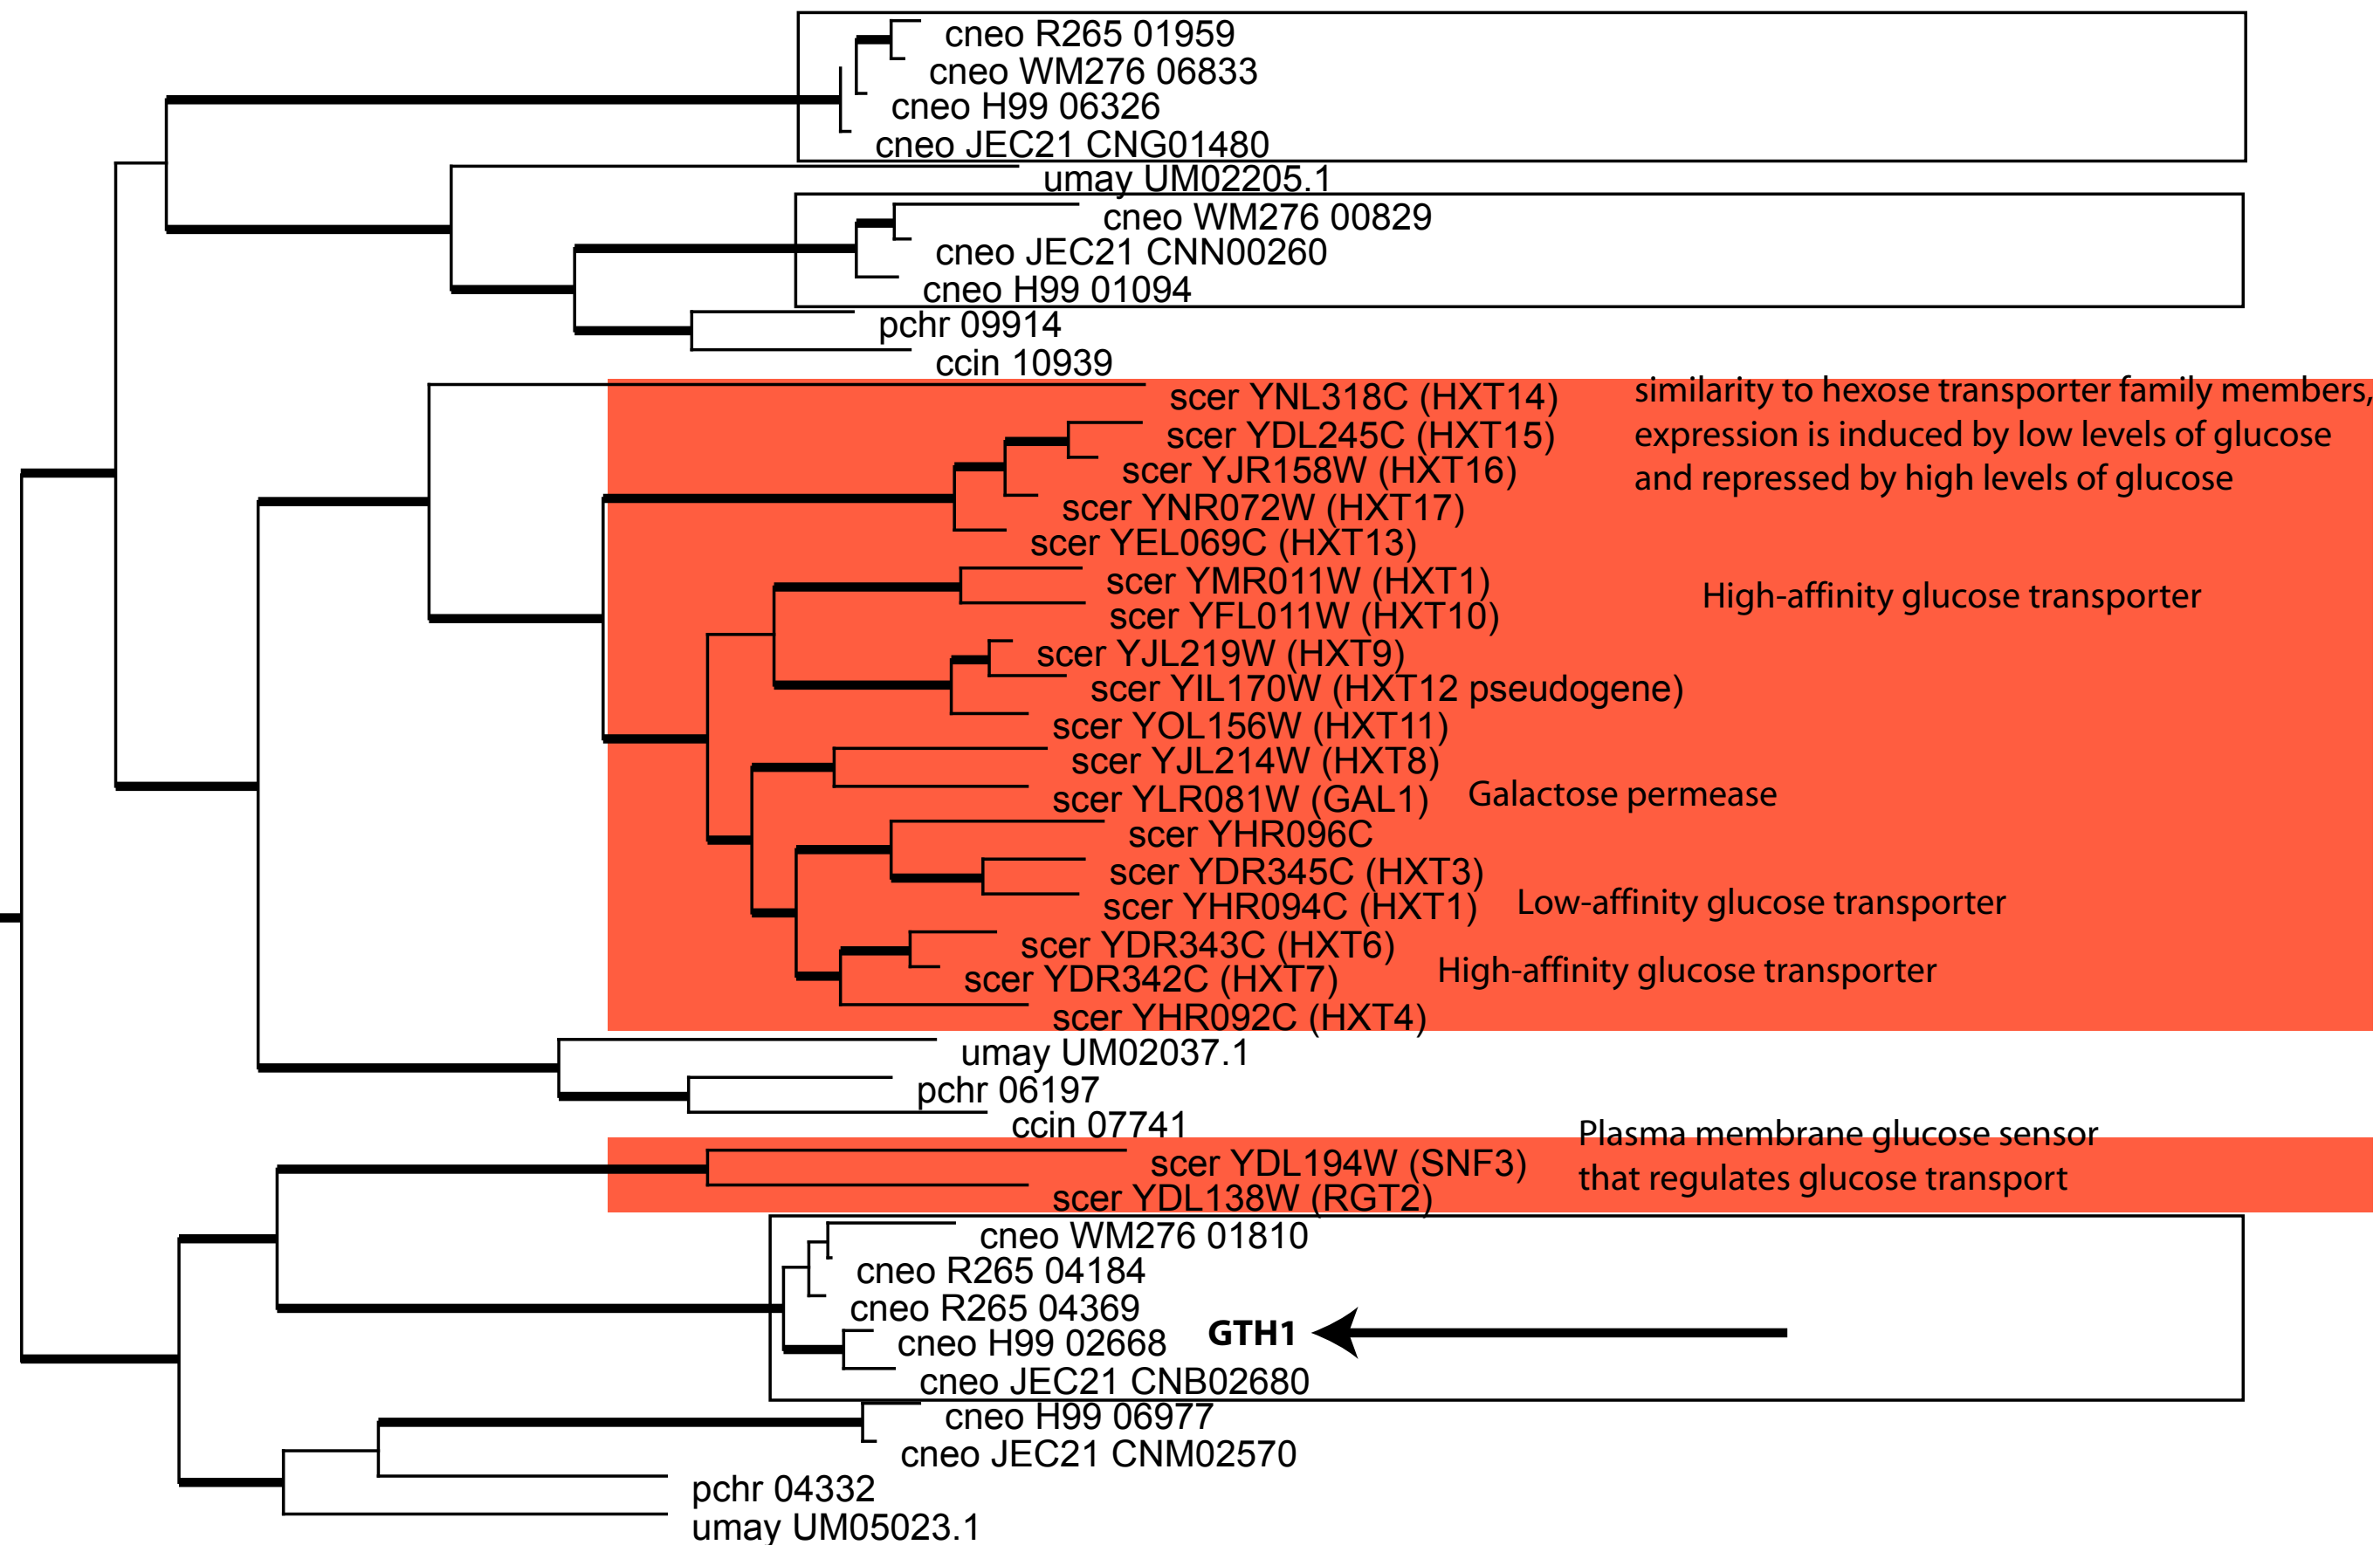 cneo R265 01959
cneo WM276 06833
cneo H99 06326
cneo JEC21 CNG01480
umay UM02205.1
cneo WM276 00829
cneo JEC21 CNN00260
cneo H99 01094
pchr 09914
ccin 10939
scer YNL318C (HXT14) similarity to hexose transporter family members,
scer YDL245C (HXT15) expression is induced by low levels of glucose
scer YJR158W (HXT16) and repressed by high levels of glucose
scer YNR072W (HXT17)
scer YEL069C (HXT13)
scer YMR011W (HXT1)
High-affinity glucose transporter
scer YFL011W (HXT10)
scer YJL219W (HXT9)
scer YIL170W (HXT12 pseudogene)
scer YOL156W (HXT11)
scer YJL214W (HXT8)
scer YLR081W (GAL1) Galactose permease
scer YHR096C
scer YDR345C (HXT3)
scer YHR094C (HXT1) Low-affinity glucose transporter
scer YDR343C (HXT6)
scer YDR342C (HXT7) High-affinity glucose transporter
scer YHR092C (HXT4)
umay UM02037.1
pchr 06197
ccin 07741
Plasma membrane glucose sensor
scer YDL194W (SNF3) that regulates glucose transport
scer YDL138W (RGT2)
cneo WM276 01810
cneo R265 04184
cneo R265 04369
cneo H99 02668 GTH1
cneo JEC21 CNB02680
cneo H99 06977
cneo JEC21 CNM02570
pchr 04332
umay UM05023.1